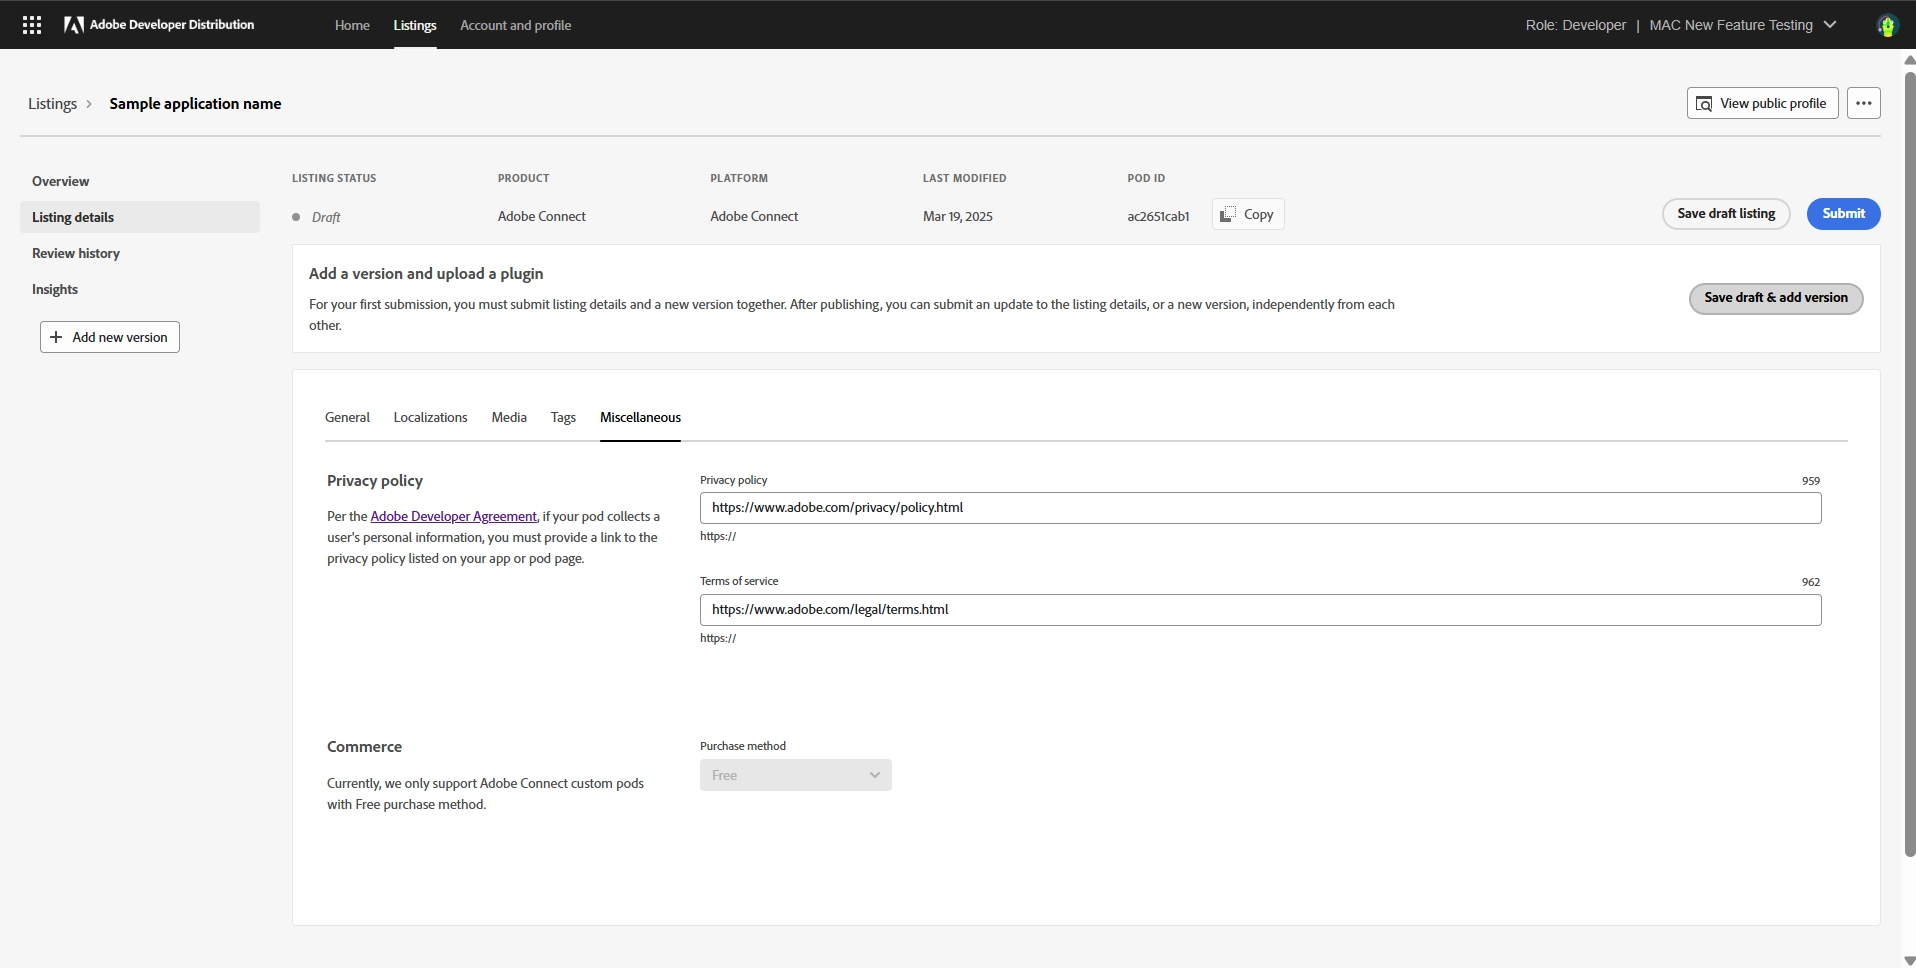 Adobe Developer Distribution
Home
Listings
Account and profile
Role: Developer | MAC New Feature Testing
Listings > Sample application name
View public profile
Overview
Listing details
Review history
Insights
+ Add new version
LISTING STATUS
PRODUCT
PLATFORM
LAST MODIFIED
POD ID
Draft
Adobe Connect
Adobe Connect
Mar 19, 2025
ac2651cab1
Copy
Save draft listing
Submit
Add a version and upload a plugin
For your first submission, you must submit listing details and a new version together. After publishing, you can submit an update to the listing details, or a new version, independently from each
other.
Save draft & add version
General
Localizations
Media
Tags
Miscellaneous
Privacy policy
Per the Adobe Developer Agreement, if your pod collects a
user's personal information, you must provide a link to the
privacy policy listed on your app or pod page.
Privacy policy
959
https://www.adobe.com/privacy/policy.html
https://
Terms of service
962
https://www.adobe.com/legal/terms.html
https://
Commerce
Currently, we only support Adobe Connect custom pods
with Free purchase method.
Purchase method
Free